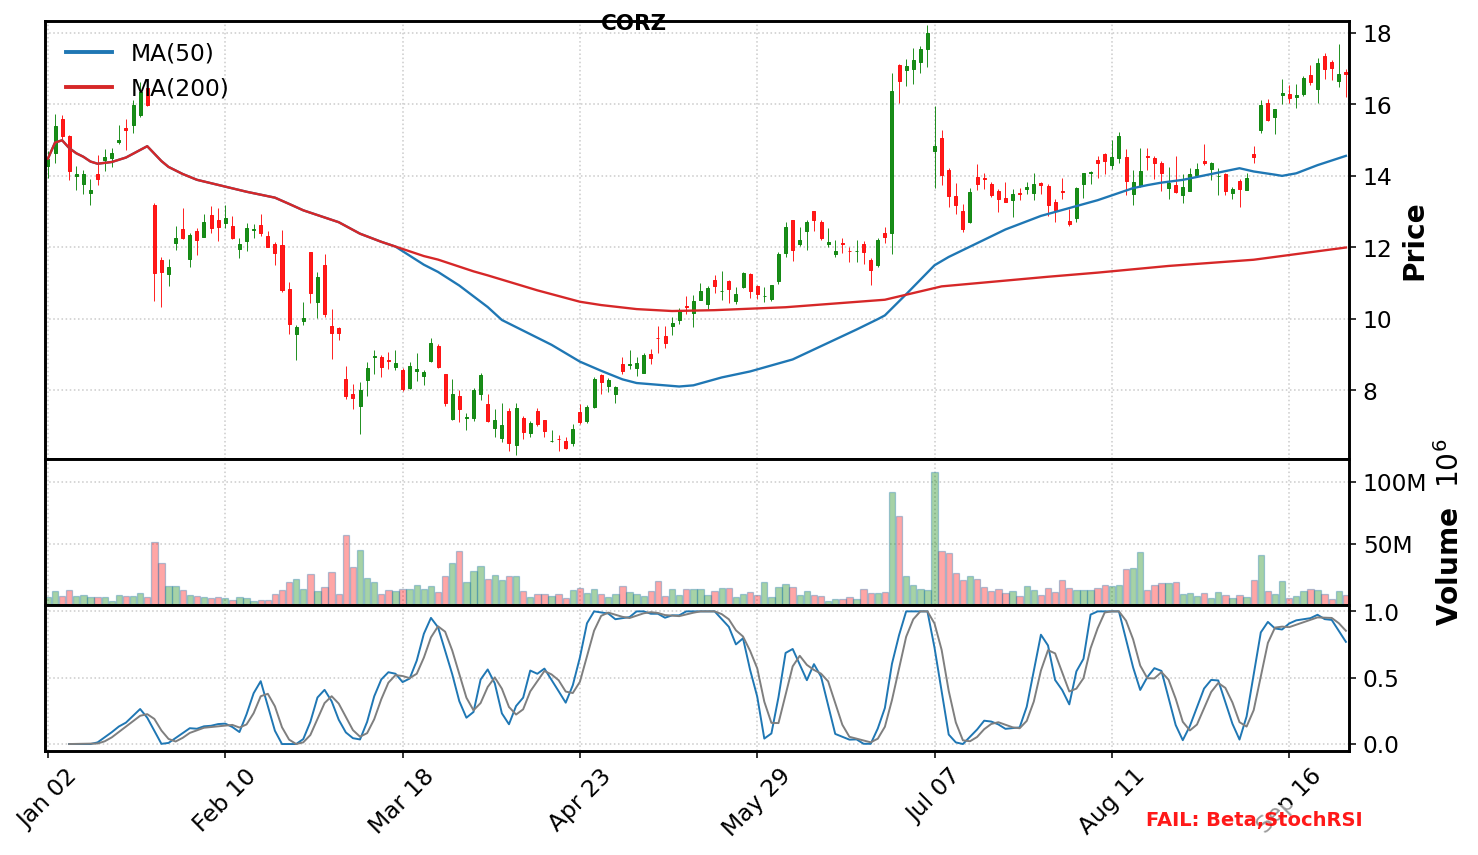 CORZ
MA(50)
MA(200)
18
16
14
12
10
8
Price
100M
50M
Volume 10⁶
1.0
0.5
0.0
Jan 02
Feb 10
Mar 18
Apr 23
May 29
Jul 07
Aug 11
Sep 16
FAIL: Beta,StochRSI